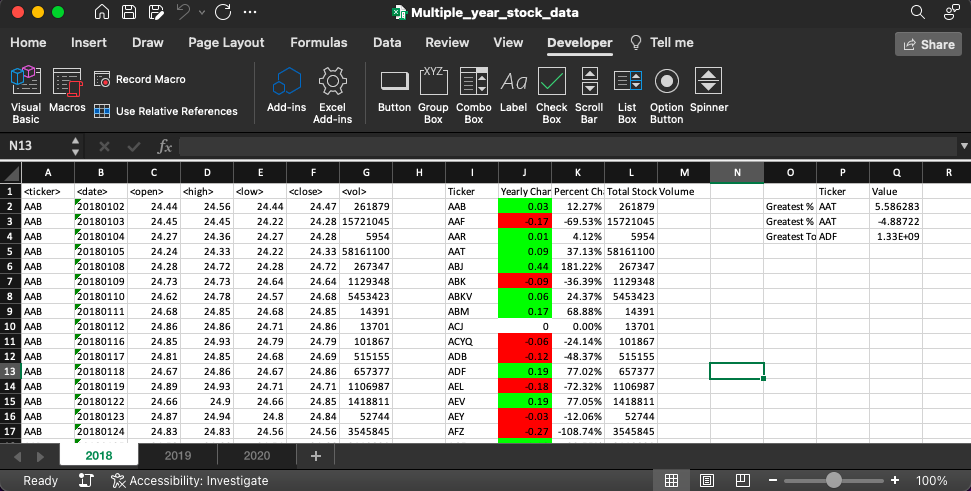 Multiple_year_stock_data
Home Insert Draw Page Layout Formulas Data Review View Developer Tell me Share
Visual Basic Macros Record Macro Use Relative References Add-ins Excel Add-ins XYZ Button Group Box Combo Box Aa Label Check Box Scroll Bar List Box Option Button Spinner
N13 fx
A B C D E F G H I J K L M N O P Q R
1 <ticker> <date> <open> <high> <low> <close> <vol> Ticker Yearly Char Percent Ch Total Stock Volume Ticker Value
2 AAB 20180102 24.44 24.56 24.44 24.47 261879 AAB 0.03 12.27% 261879 Greatest % AAT 5.586283
3 AAB 20180103 24.45 24.45 24.22 24.28 15721045 AAF -0.17 -69.53% 15721045 Greatest % AAT -4.88722
4 AAB 20180104 24.27 24.36 24.27 24.28 5954 AAR 0.01 4.12% 5954 Greatest To ADF 1.33E+09
5 AAB 20180105 24.24 24.33 24.22 24.33 58161100 AAT 0.09 37.13% 58161100
6 AAB 20180108 24.28 24.72 24.28 24.72 267347 ABJ 0.44 181.22% 267347
7 AAB 20180109 24.73 24.73 24.64 24.64 1129348 ABK -0.09 -36.39% 1129348
8 AAB 20180110 24.62 24.78 24.57 24.68 5453423 ABKV 0.06 24.37% 5453423
9 AAB 20180111 24.68 24.85 24.68 24.85 14391 ABM 0.17 68.88% 14391
10 AAB 20180112 24.86 24.86 24.71 24.86 13701 ACJ 0 0.00% 13701
11 AAB 20180116 24.85 24.93 24.79 24.79 101867 ACYQ -0.06 -24.14% 101867
12 AAB 20180117 24.81 24.85 24.68 24.69 515155 ADB -0.12 -48.37% 515155
13 AAB 20180118 24.67 24.86 24.67 24.86 657377 ADF 0.19 77.02% 657377
14 AAB 20180119 24.89 24.93 24.71 24.71 1106987 AEL -0.18 -72.32% 1106987
15 AAB 20180122 24.66 24.9 24.66 24.85 1418811 AEV 0.19 77.05% 1418811
16 AAB 20180123 24.87 24.94 24.8 24.84 52744 AEY -0.03 -12.06% 52744
17 AAB 20180124 24.83 24.83 24.56 24.56 3545845 AFZ -0.27 -108.74% 3545845
2018 2019 2020 +
Ready Accessibility: Investigate 100%